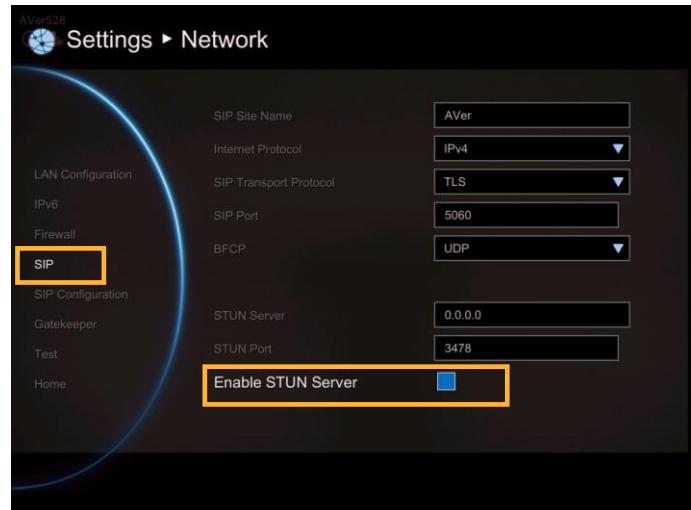 AVer528
Settings ► Network
SIP Site Name
AVer
Internet Protocol
IPv4
LAN Configuration
SIP Transport Protocol
TLS
IPv6
SIP Port
5060
Firewall
BFCP
UDP
SIP
SIP Configuration
STUN Server
0.0.0.0
Gatekeeper
STUN Port
3478
Test
Enable STUN Server
Home